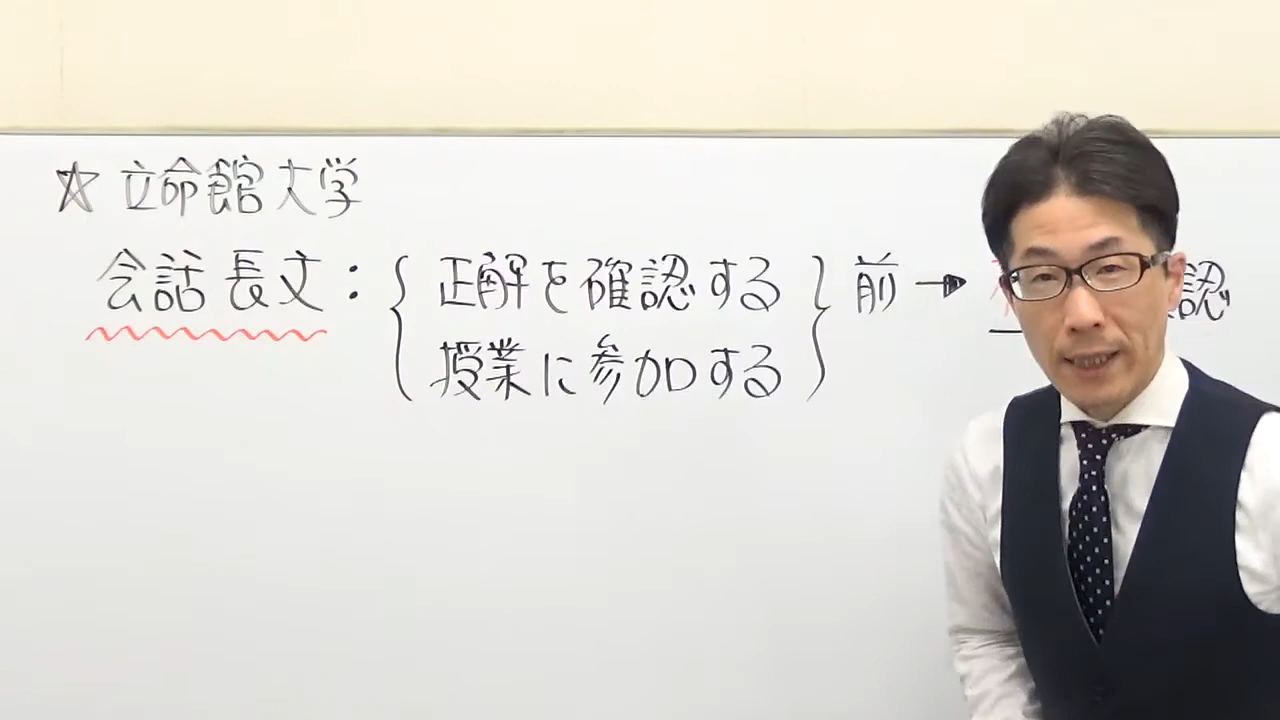 ☆ 立命館大学
会話長文：{ 正解を確認する } 前 → 認"
授業に参加する